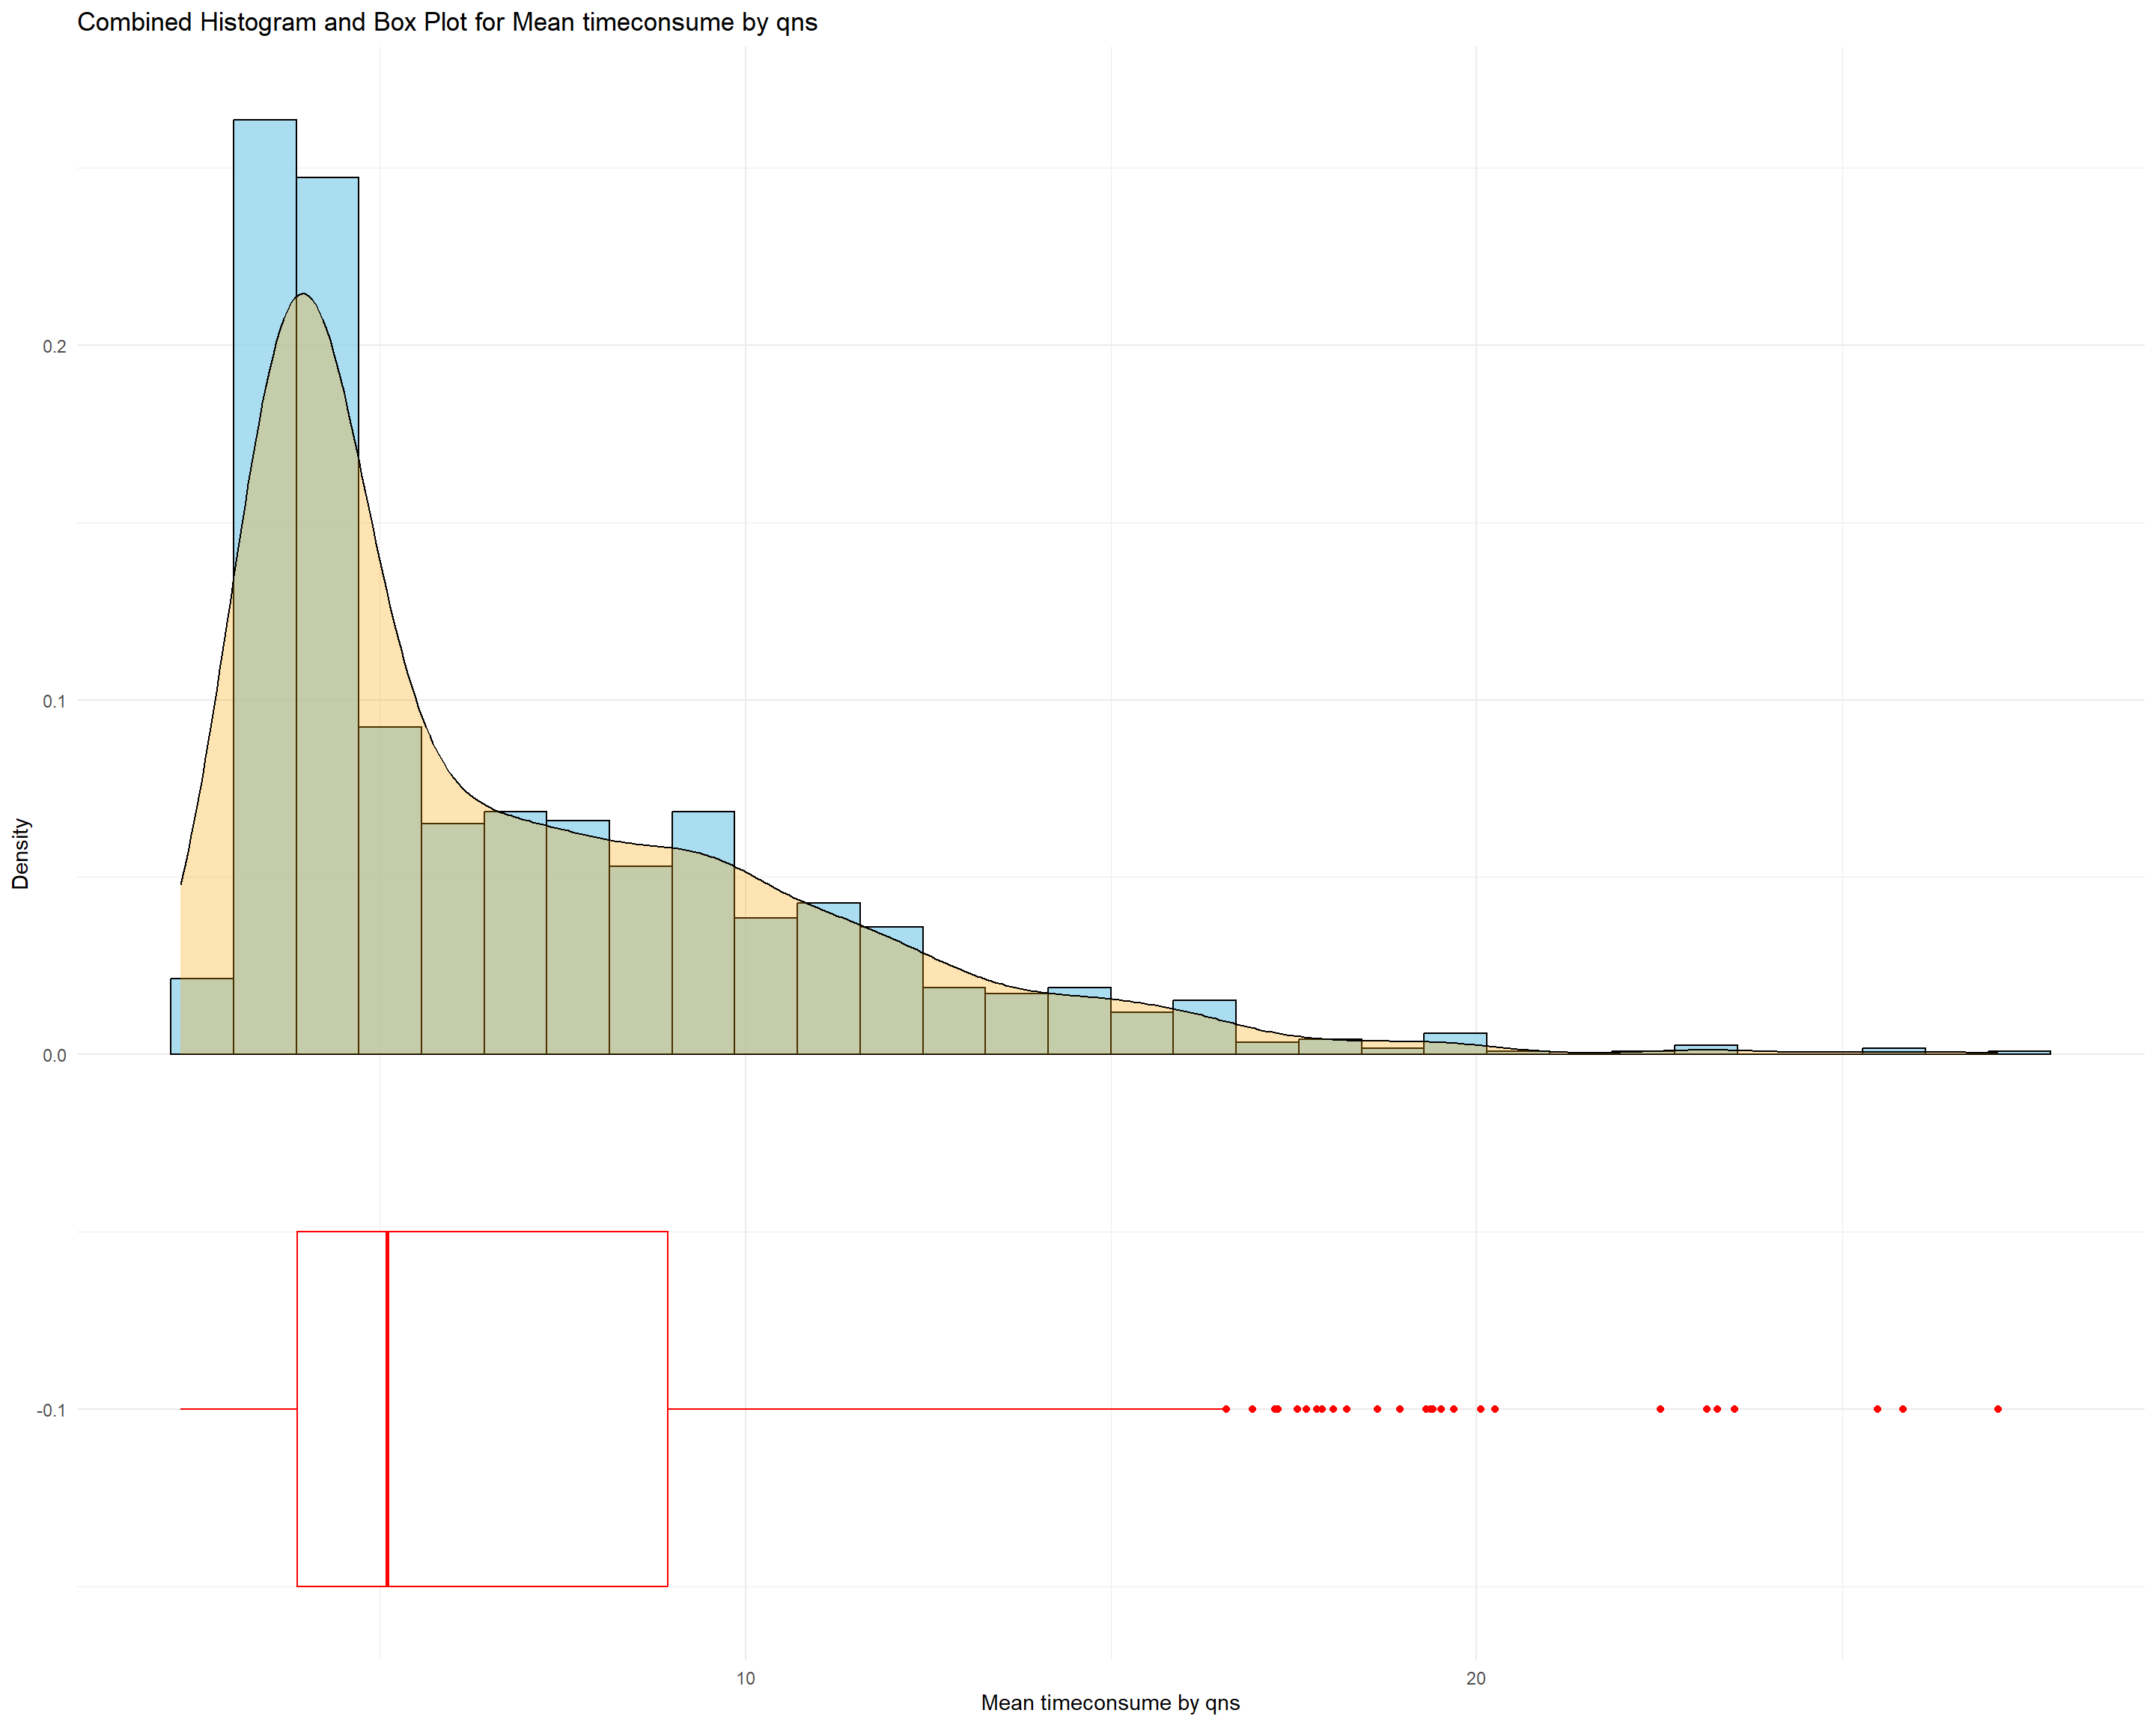 Combined Histogram and Box Plot for Mean timeconsume by qns
Density
0.2
0.1
0.0
-0.1
10
20
Mean timeconsume by qns